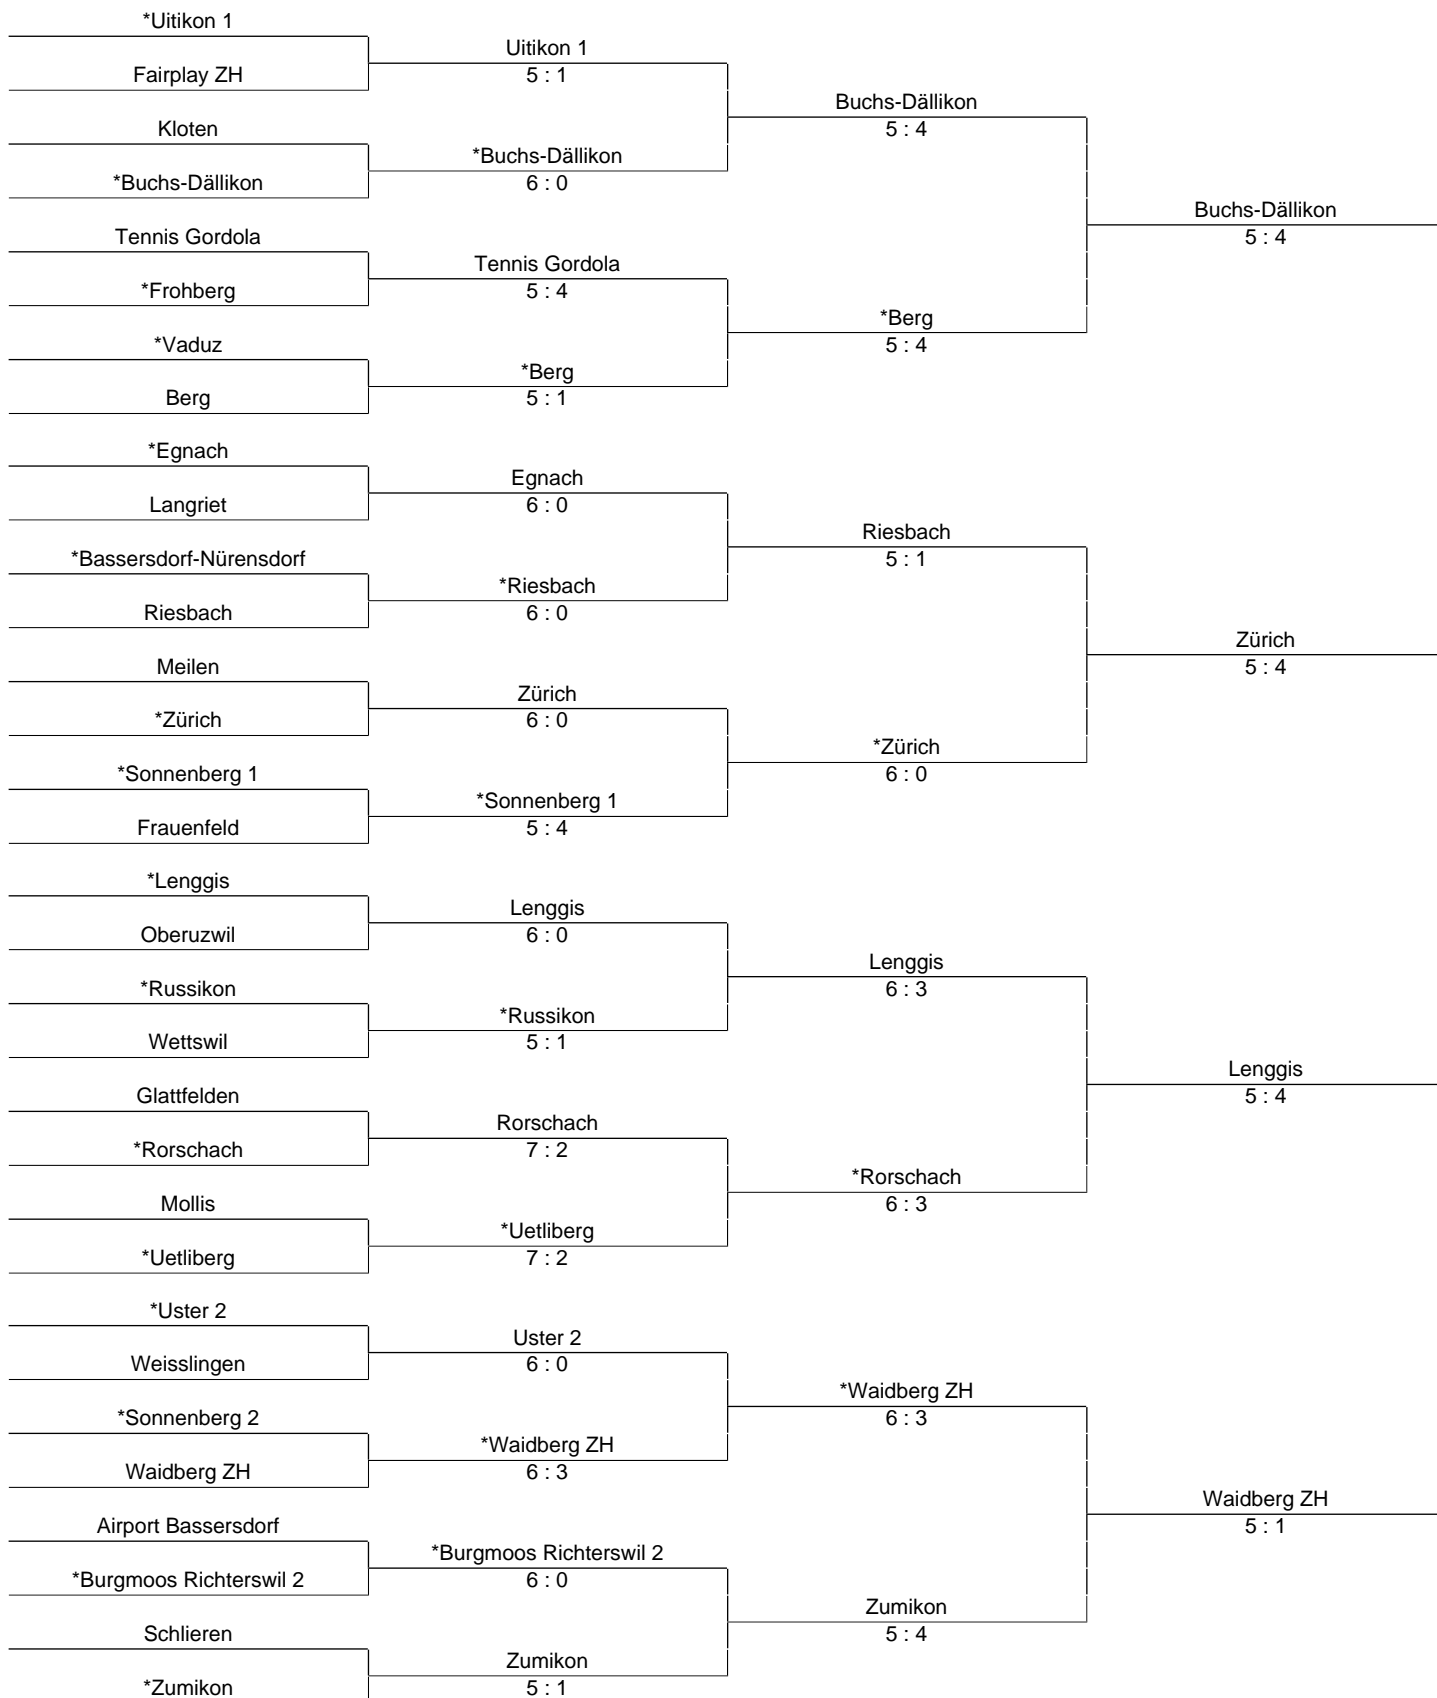 *Uitikon 1
Fairplay ZH
Kloten
*Buchs-Dällikon
Tennis Gordola
*Frohberg
*Vaduz
Berg
*Egnach
Langriet
*Bassersdorf-Nürensdorf
Riesbach
Meilen
*Zürich
*Sonnenberg 1
Frauenfeld
*Lenggis
Oberuzwil
*Russikon
Wettswil
Glattfelden
*Rorschach
Mollis
*Uetliberg
*Uster 2
Weisslingen
*Sonnenberg 2
Waidberg ZH
Airport Bassersdorf
*Burgmoos Richterswil 2
Schlieren
*Zumikon
Uitikon 1
5 : 1
*Buchs-Dällikon
6 : 0
Tennis Gordola
5 : 4
*Berg
5 : 1
Egnach
6 : 0
*Riesbach
6 : 0
Zürich
6 : 0
*Sonnenberg 1
5 : 4
Lenggis
6 : 0
*Russikon
5 : 1
Rorschach
7 : 2
*Uetliberg
7 : 2
Uster 2
6 : 0
*Waidberg ZH
6 : 3
*Burgmoos Richterswil 2
6 : 0
Zumikon
5 : 1
Buchs-Dällikon
5 : 4
*Berg
5 : 4
Riesbach
5 : 1
*Zürich
6 : 0
Lenggis
6 : 3
*Rorschach
6 : 3
*Waidberg ZH
6 : 3
Zumikon
5 : 4
Buchs-Dällikon
5 : 4
Zürich
5 : 4
Lenggis
5 : 4
Waidberg ZH
5 : 1